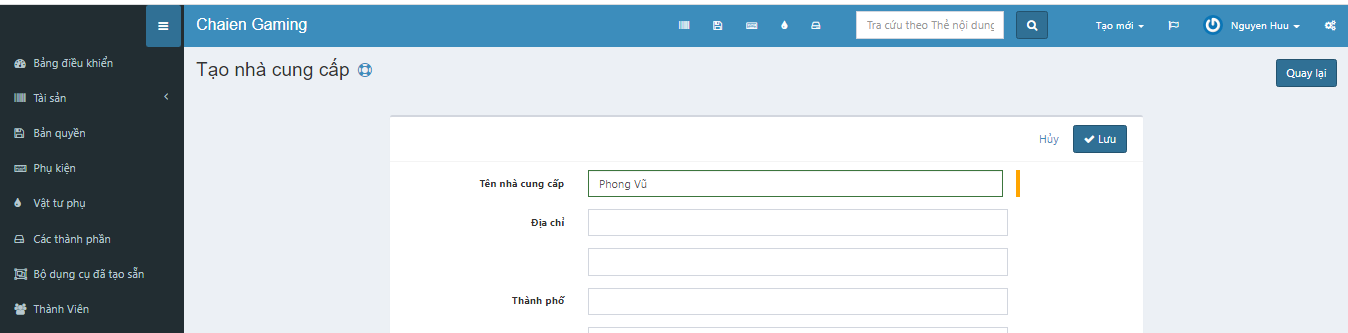 Chaien Gaming
Tra cứu theo Thẻ nội dung
Tạo mới
Nguyen Huu
Bảng điều khiển
Tài sản
Bản quyền
Phụ kiện
Vật tư phụ
Các thành phần
Bộ dụng cụ đã tạo sẵn
Thành Viên
Tạo nhà cung cấp
Quay lại
Hủy
Lưu
Tên nhà cung cấp
Phong Vũ
Địa chỉ
Thành phố